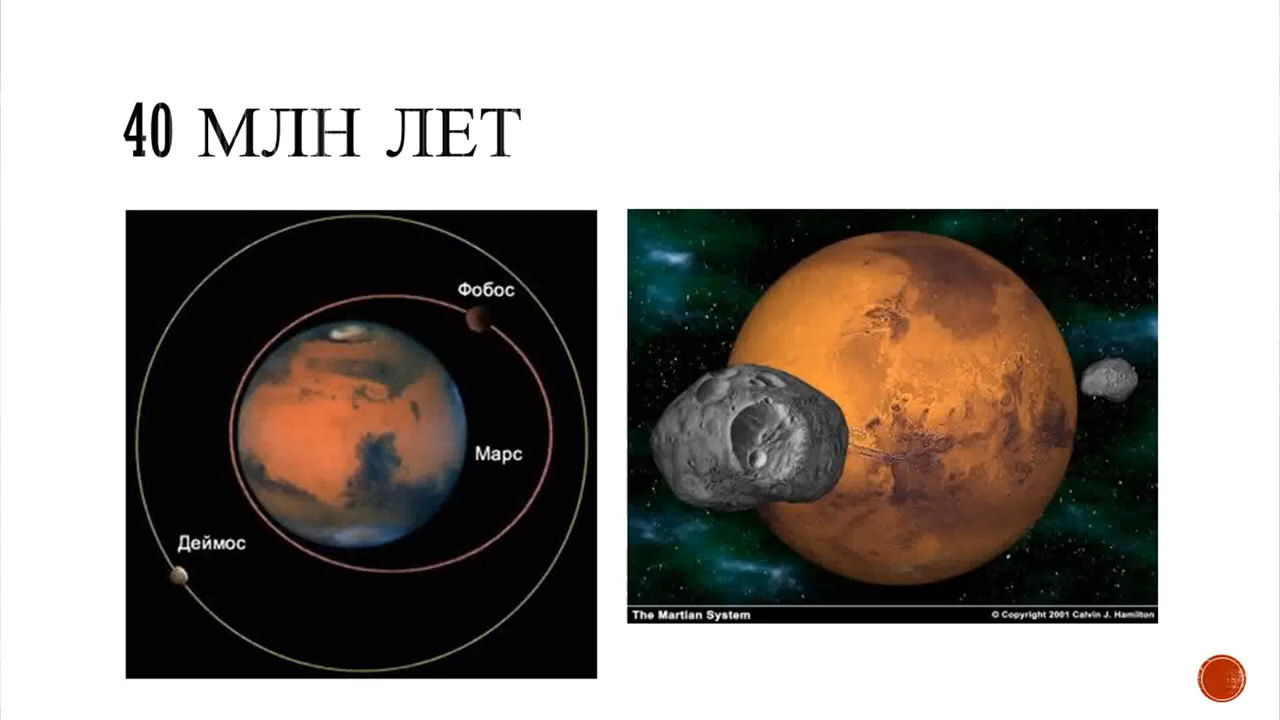 40 МЛН ЛЕТ
Фобос
Марс
Деймос
The Martian System
© Copyright 2001 Calvin J. Hamilton